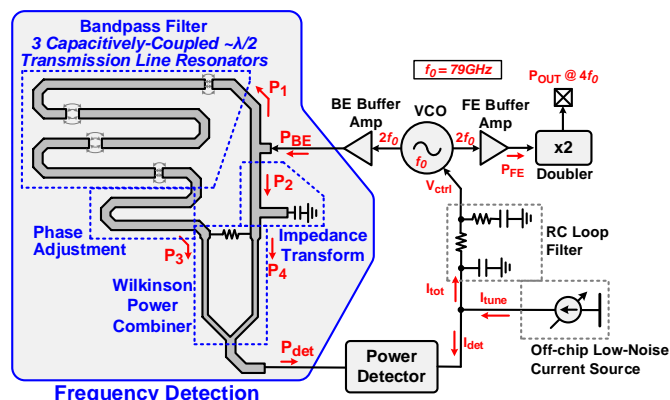 Bandpass Filter
3 Capacitively-Coupled ~λ/2
Transmission Line Resonators
P1
PBE
P2
Phase
Adjustment
P3
Impedance
Transform
P4
Wilkinson
Power
Combiner
Pdet
Frequency Detection
f0 = 79GHz
BE Buffer
Amp
VCO
FE Buffer
Amp
POUT @ 4f0
2f0
f0
2f0
PFE
x2
Doubler
Vctrl
RC Loop
Filter
Itot
Itune
Idet
Power
Detector
Off-chip Low-Noise
Current Source